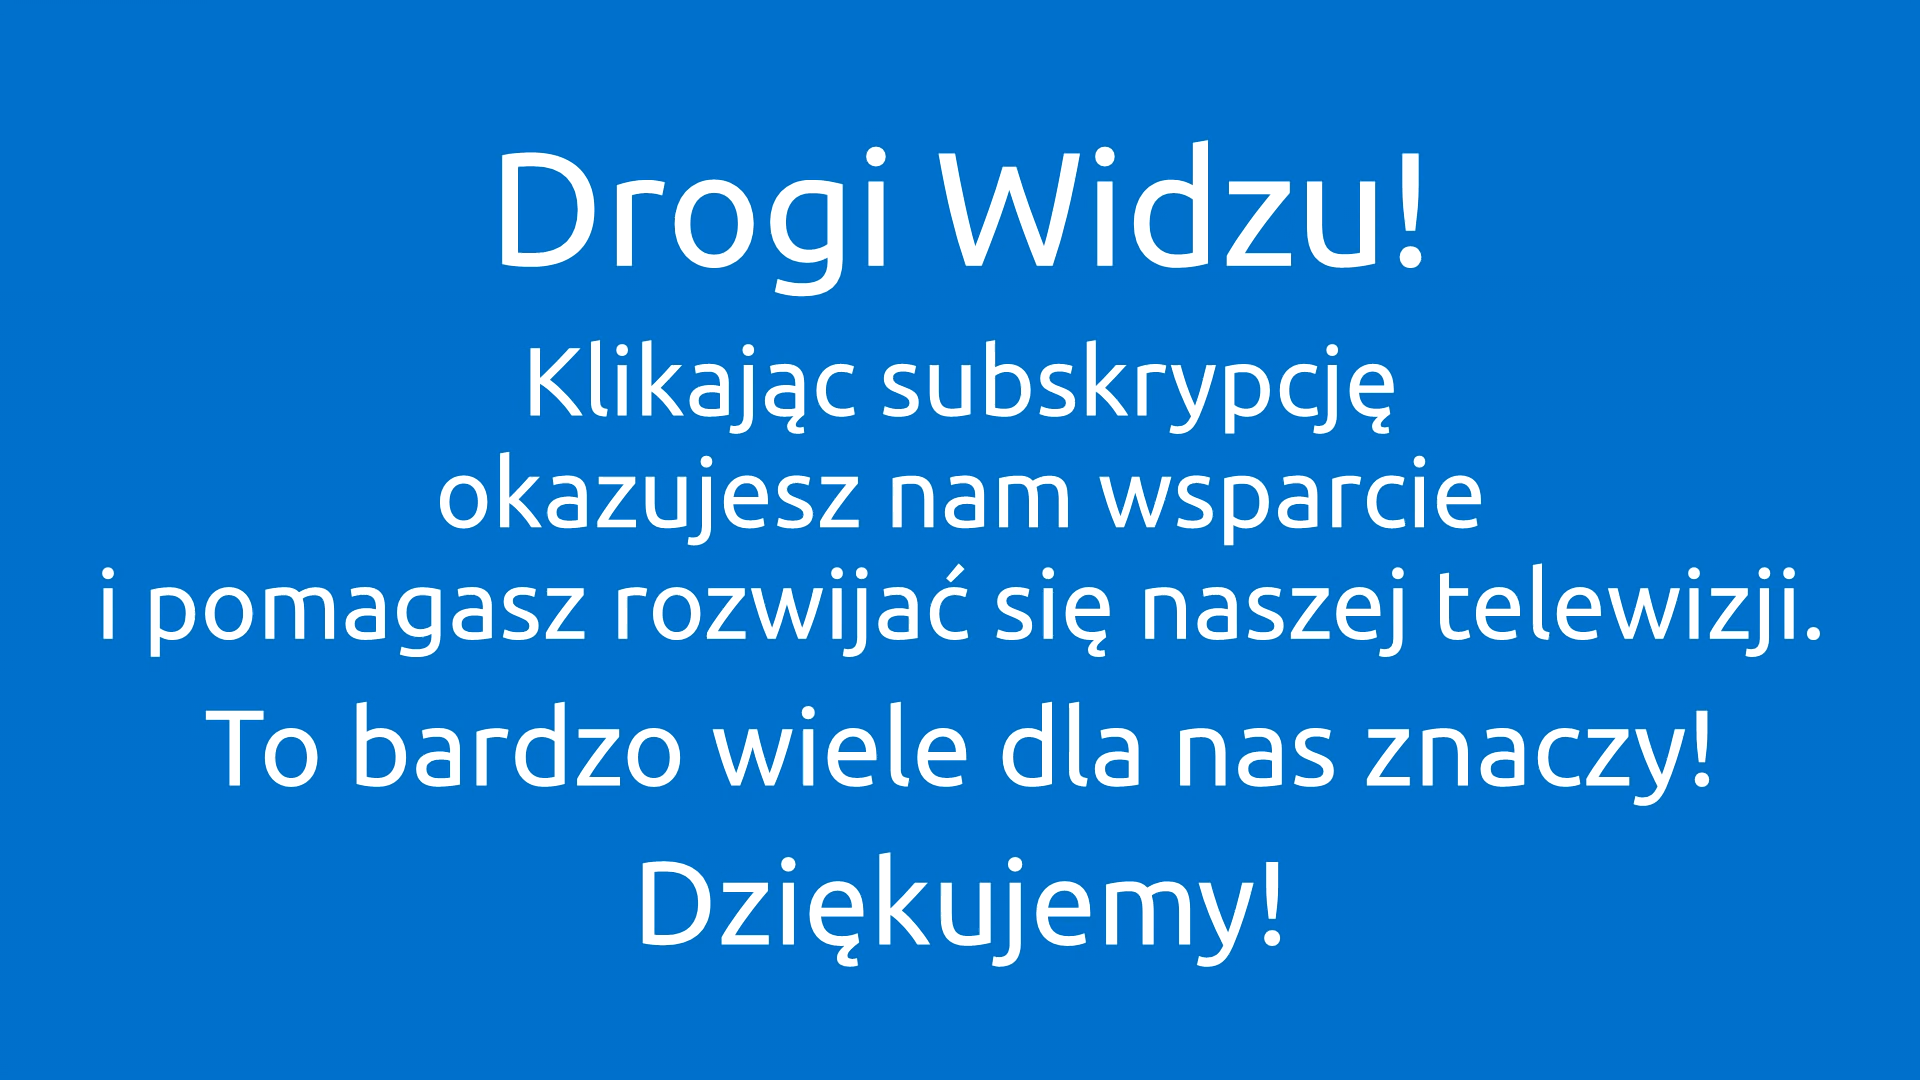 Drogi Widzu!
Klikając subskrypcję
okazujesz nam wsparcie
i pomagasz rozwijać się naszej telewizji.
To bardzo wiele dla nas znaczy!
Dziękujemy!